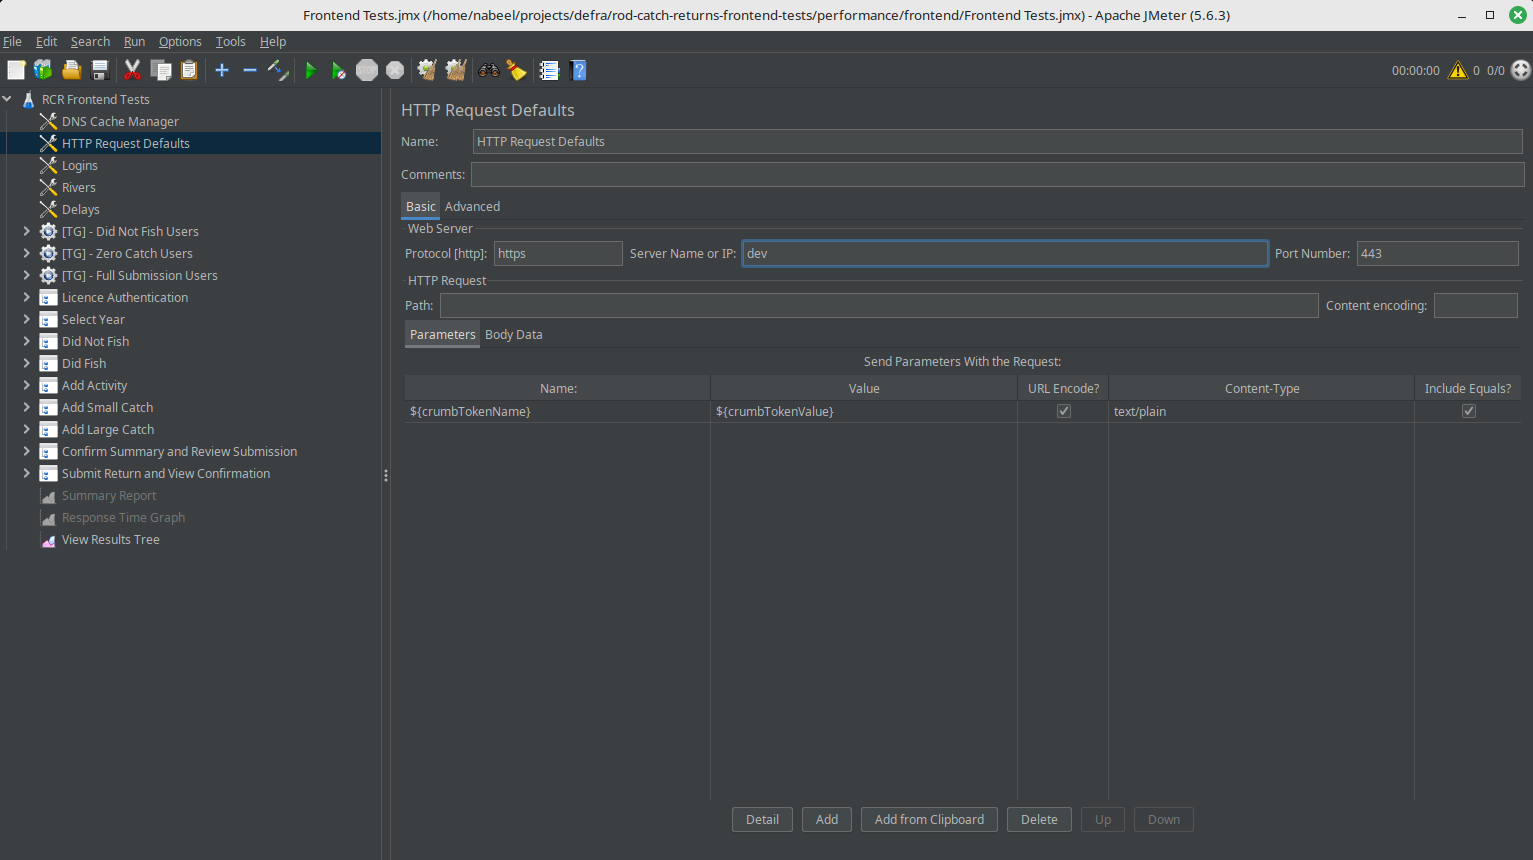 Frontend Tests.jmx (/home/nabeel/projects/defra/rod-catch-returns-frontend-tests/performance/frontend/Frontend Tests.jmx) - Apache JMeter (5.6.3)
File Edit Search Run Options Tools Help
STOP 00:00:00 0 0/0
RCR Frontend Tests
DNS Cache Manager
HTTP Request Defaults
Logins
Rivers
Delays
[TG] - Did Not Fish Users
[TG] - Zero Catch Users
[TG] - Full Submission Users
Licence Authentication
Select Year
Did Not Fish
Did Fish
Add Activity
Add Small Catch
Add Large Catch
Confirm Summary and Review Submission
Submit Return and View Confirmation
Summary Report
Response Time Graph
View Results Tree
HTTP Request Defaults
Name: HTTP Request Defaults
Comments:
Basic Advanced
Web Server
Protocol [http]: https Server Name or IP: dev Port Number: 443
HTTP Request
Path: Content encoding:
Parameters Body Data
Send Parameters With the Request:
Name: Value URL Encode? Content-Type Include Equals?
${crumbTokenName} ${crumbTokenValue} text/plain
Detail Add Add from Clipboard Delete Up Down